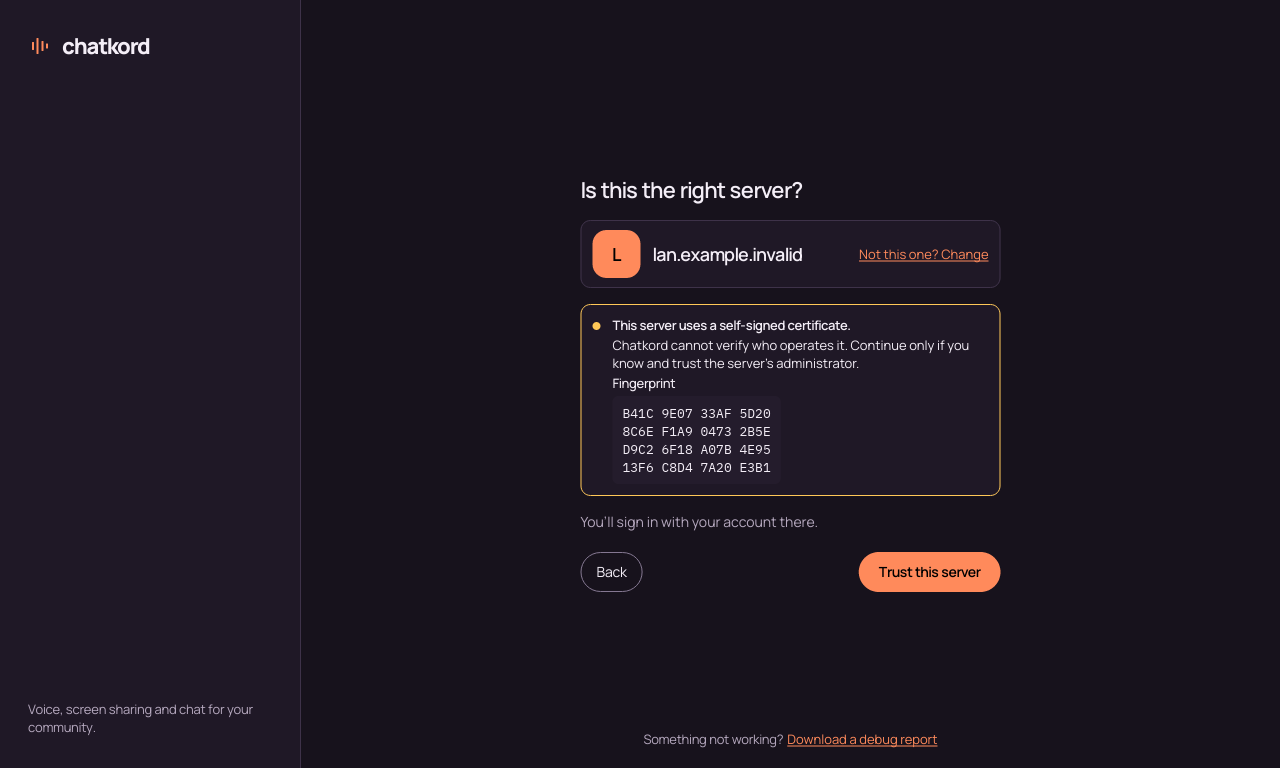 chatkord
Is this the right server?
L
lan.example.invalid
Not this one? Change
This server uses a self-signed certificate.
Chatkord cannot verify who operates it. Continue only if you
know and trust the server's administrator.
Fingerprint
B41C 9E07 33AF 5D20
8C6E F1A9 0473 2B5E
D9C2 6F18 A07B 4E95
13F6 C8D4 7A20 E3B1
You'll sign in with your account there.
Back
Trust this server
Voice, screen sharing and chat for your
community.
Something not working? Download a debug report